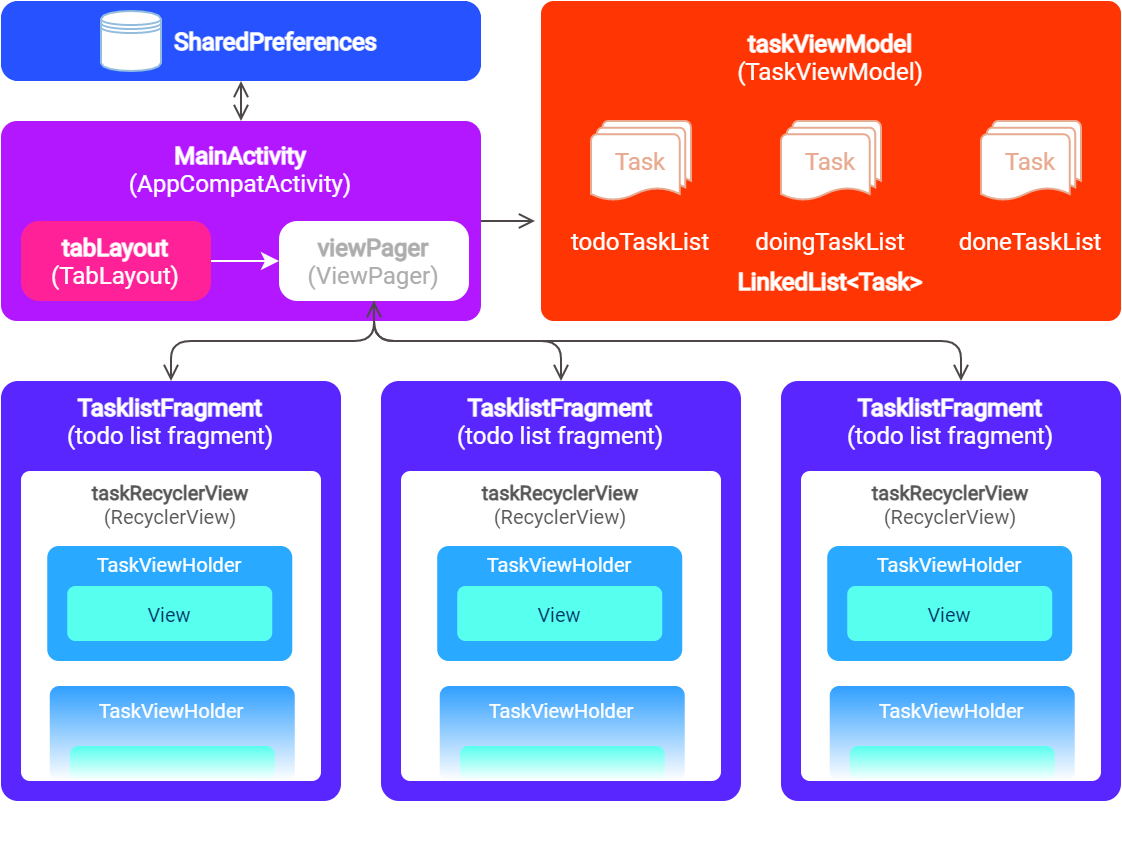 SharedPreferences
taskViewModel
(TaskViewModel)
Task
Task
Task
todoTaskList
doingTaskList
doneTaskList
LinkedList<Task>
MainActivity
(AppCompatActivity)
tabLayout
(TabLayout)
viewPager
(ViewPager)
TasklistFragment
(todo list fragment)
taskRecyclerView
(RecyclerView)
TaskViewHolder
View
TaskViewHolder
TasklistFragment
(todo list fragment)
taskRecyclerView
(RecyclerView)
TaskViewHolder
View
TaskViewHolder
TasklistFragment
(todo list fragment)
taskRecyclerView
(RecyclerView)
TaskViewHolder
View
TaskViewHolder